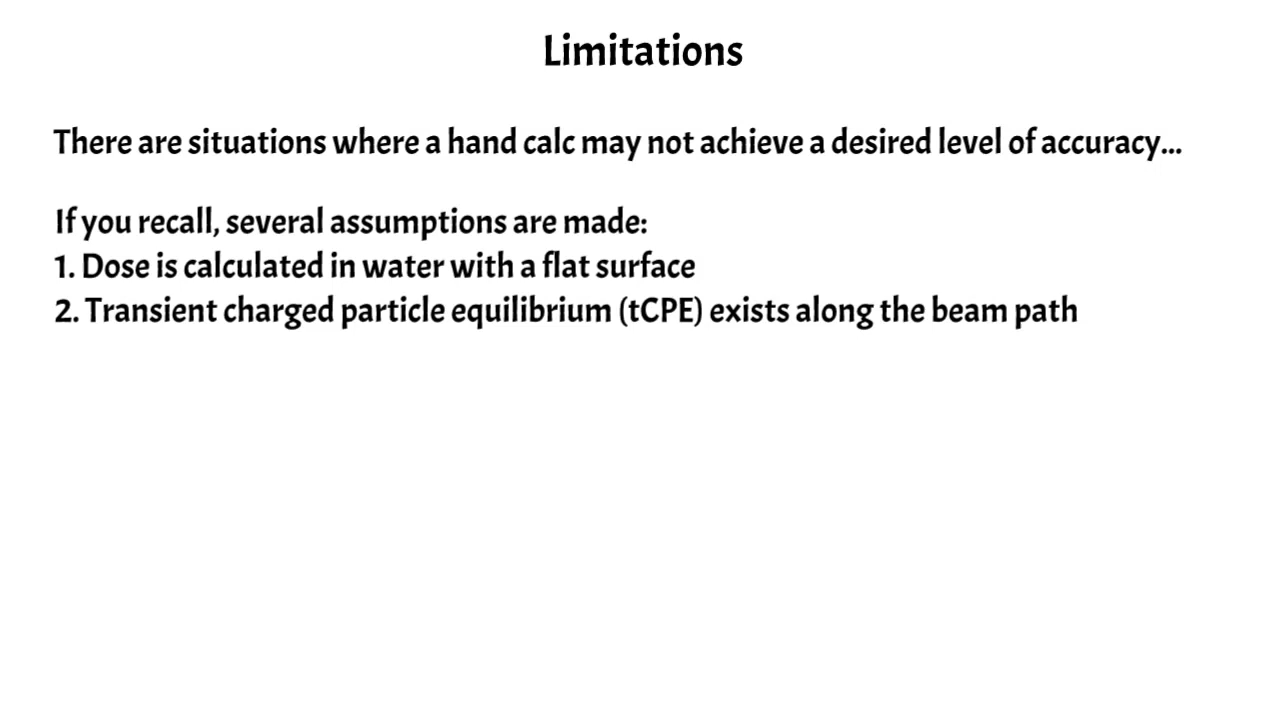 Limitations
There are situations where a hand calc may not achieve a desired level of accuracy...
If you recall, several assumptions are made:
1. Dose is calculated in water with a flat surface
2. Transient charged particle equilibrium (tCPE) exists along the beam path